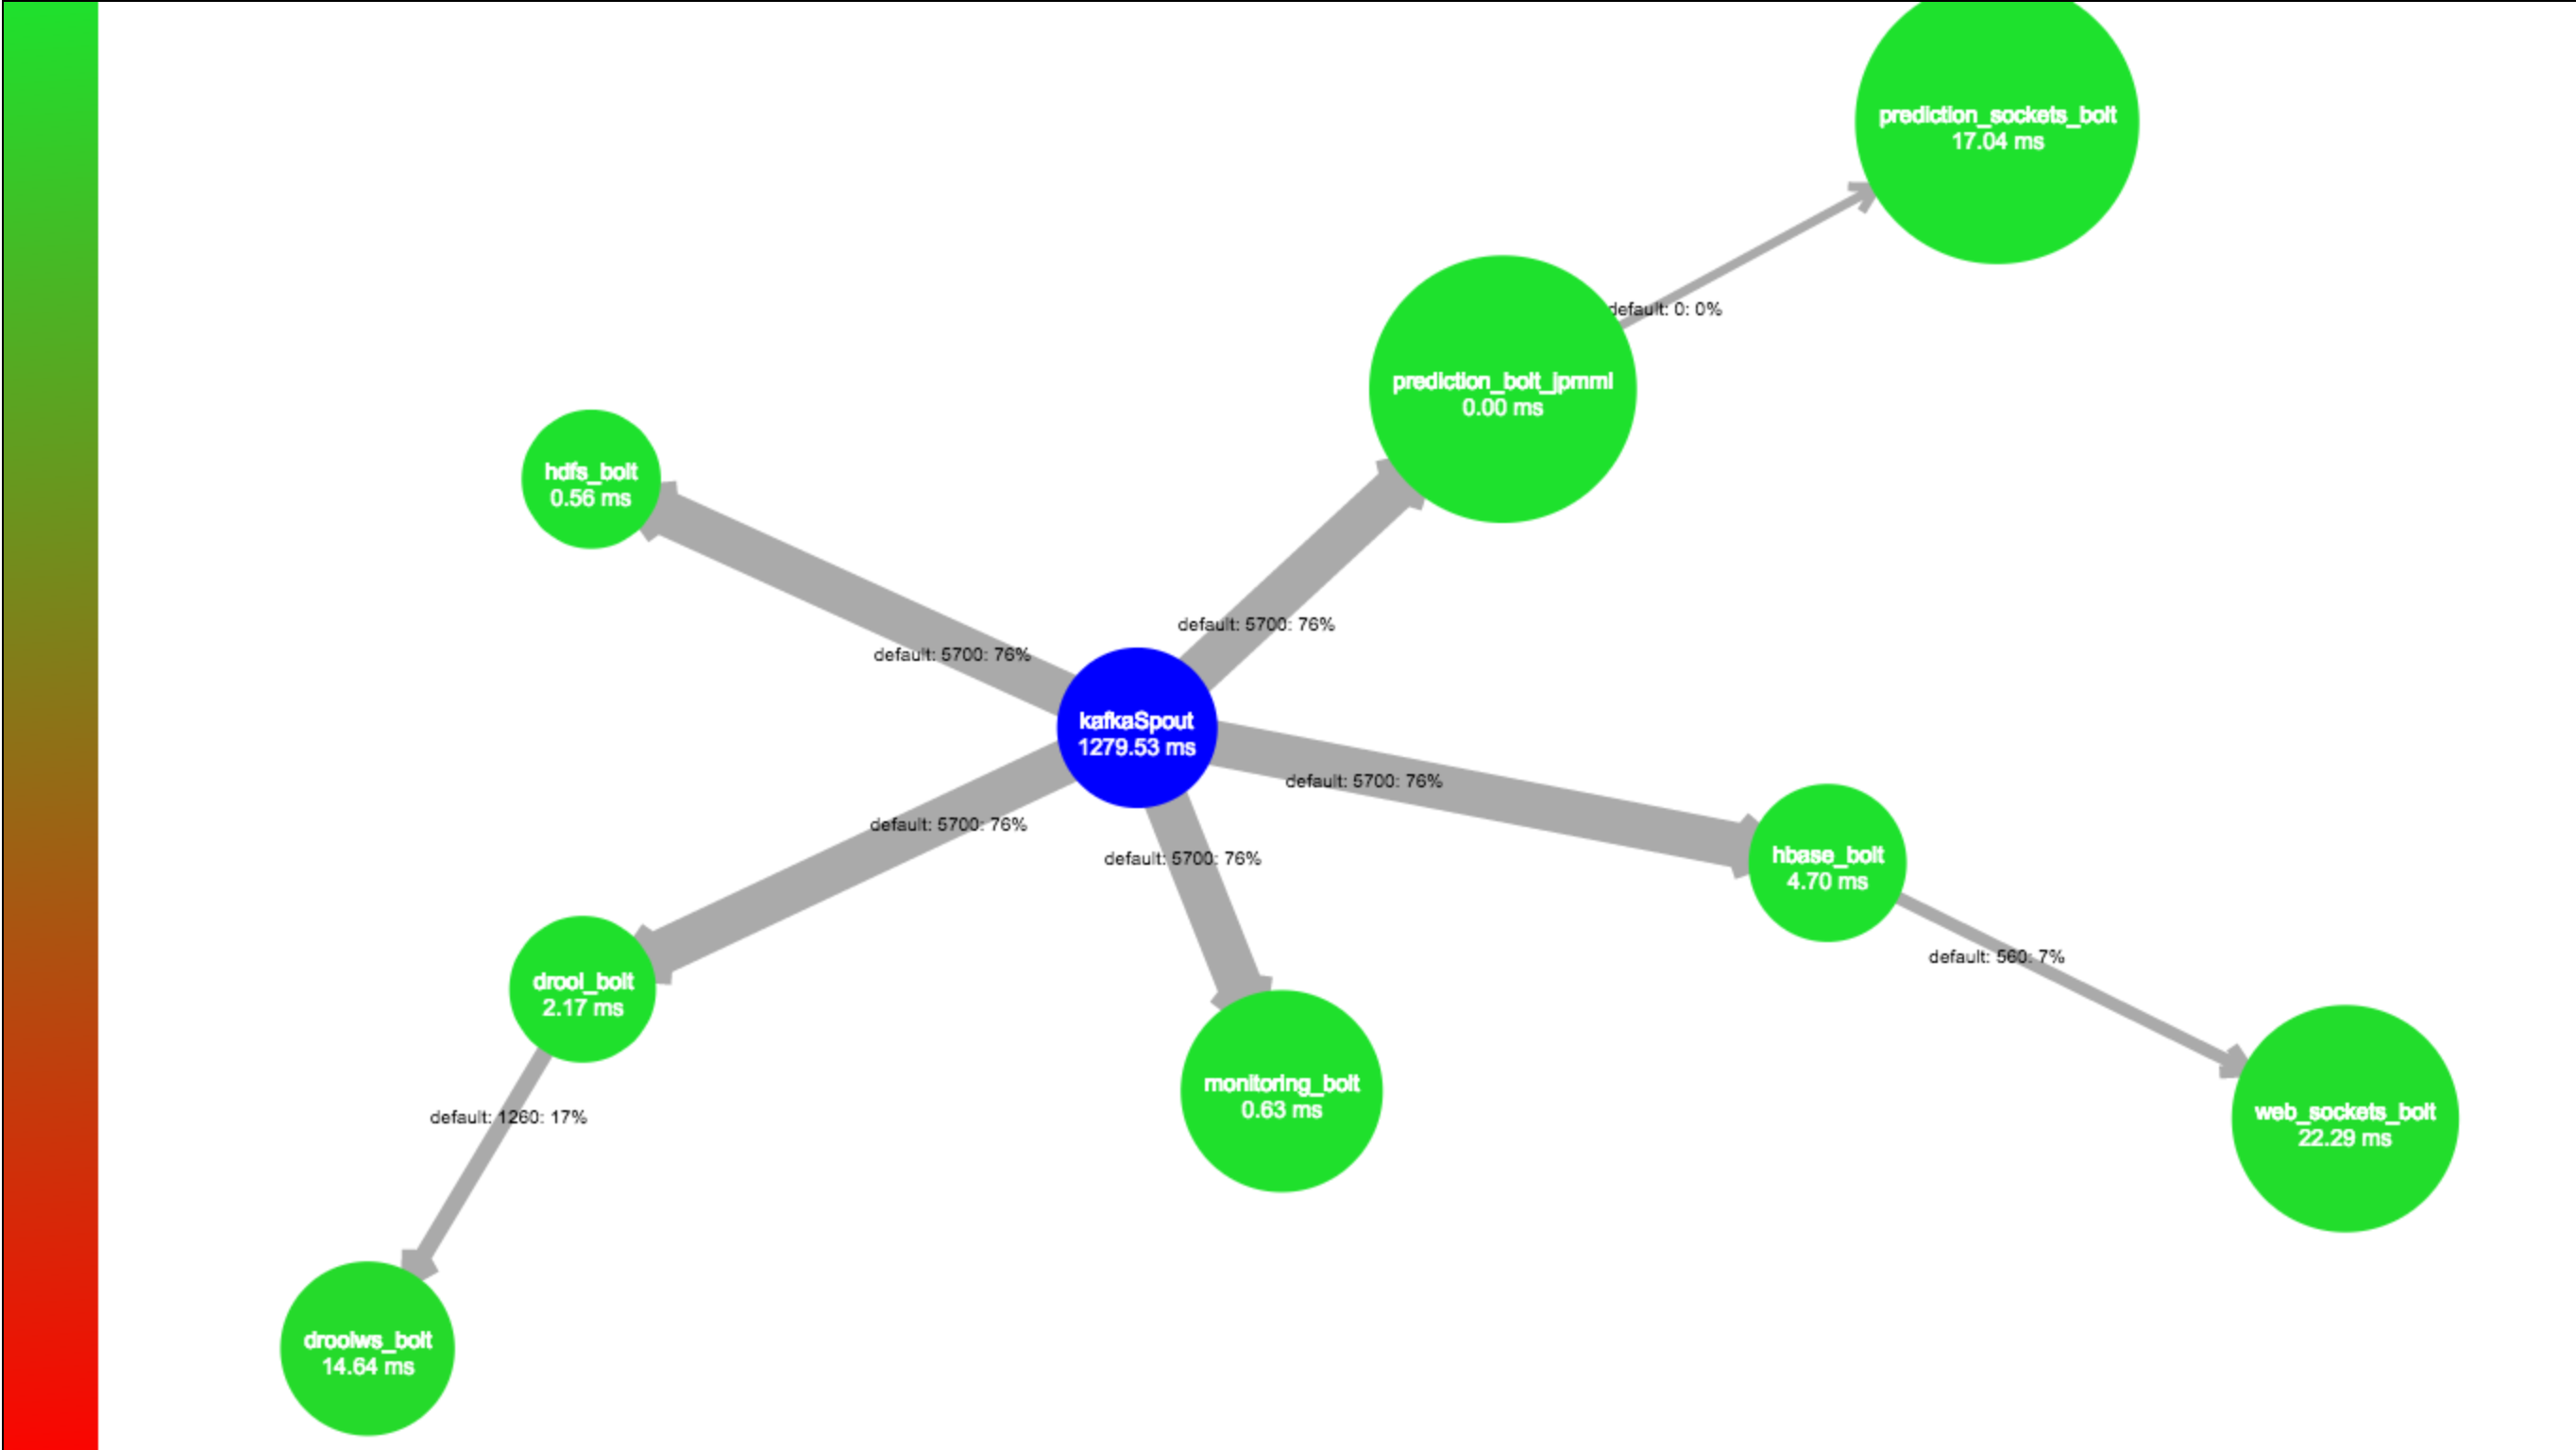 prediction_sockets_bolt
17.04 ms
default: 0: 0%
prediction_bolt_jpmml
0.00 ms
hdfs_bolt
0.56 ms
default: 5700: 76%
default: 5700: 76%
kafkaSpout
1279.53 ms
default: 5700: 76%
default: 5700: 76%
default: 5700: 76%
hbase_bolt
4.70 ms
default: 560: 7%
drool_bolt
2.17 ms
monitoring_bolt
0.63 ms
web_sockets_bolt
22.29 ms
default: 1260: 17%
droolws_bolt
14.64 ms